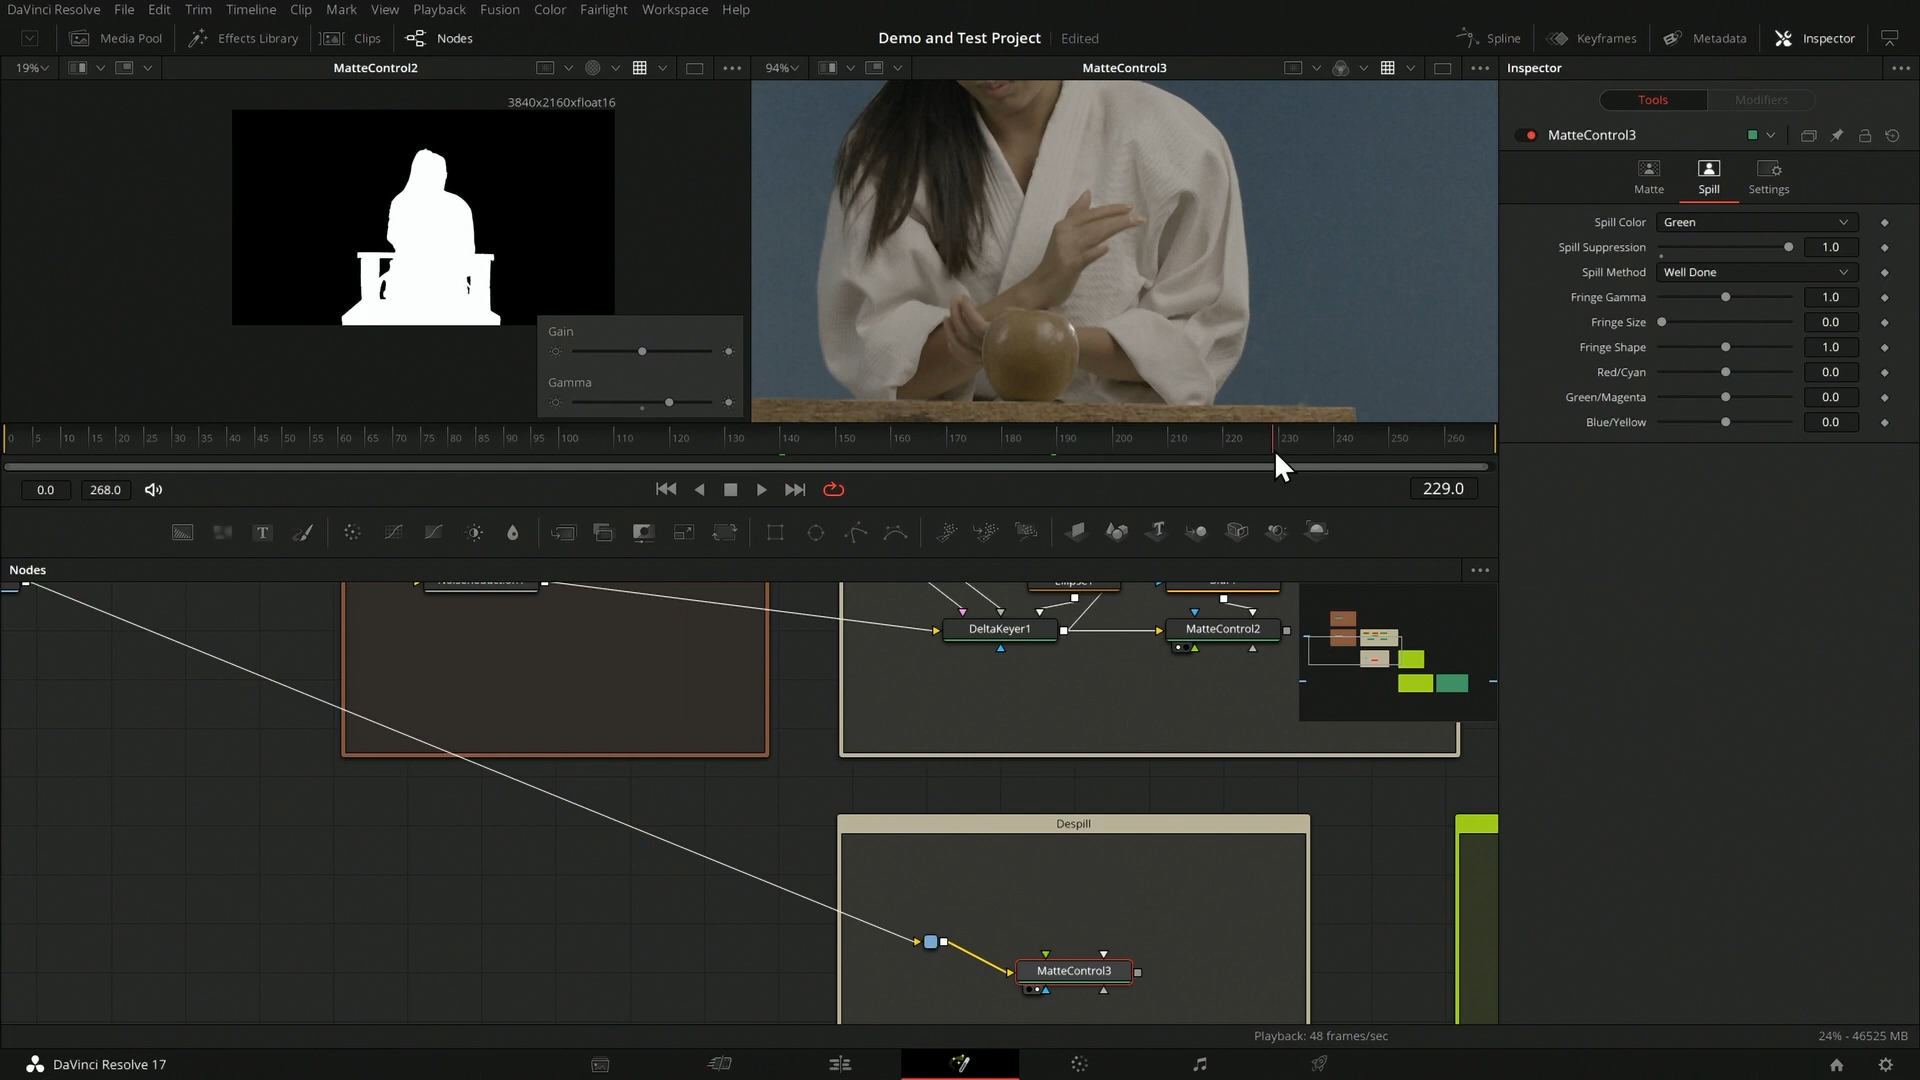 DaVinci Resolve File Edit Trim Timeline Clip Mark View Playback Fusion Color Fairlight Workspace Help
Media Pool Effects Library Clips Nodes Demo and Test Project Edited Spline Keyframes Metadata Inspector
19% MatteControl2 94% MatteControl3 Inspector
3840x2160xfloat16
Tools Modifiers
MatteControl3
Matte Spill Settings
Spill Color Green
Spill Suppression 1.0
Spill Method Well Done
Fringe Gamma 1.0
Fringe Size 0.0
Fringe Shape 1.0
Red/Cyan 0.0
Green/Magenta 0.0
Blue/Yellow 0.0
Gain
Gamma
0 5 10 15 20 25 30 35 40 45 50 55 60 65 70 75 80 85 90 95 100 110 120 130 140 150 160 170 180 190 200 210 220 230 240 250 260
0.0 268.0 229.0
Nodes
NoiseReduction1 Ellipse1
DeltaKeyer1 MatteControl2
Despill
MatteControl3
Playback: 48 frames/sec 24% - 46525 MB
DaVinci Resolve 17